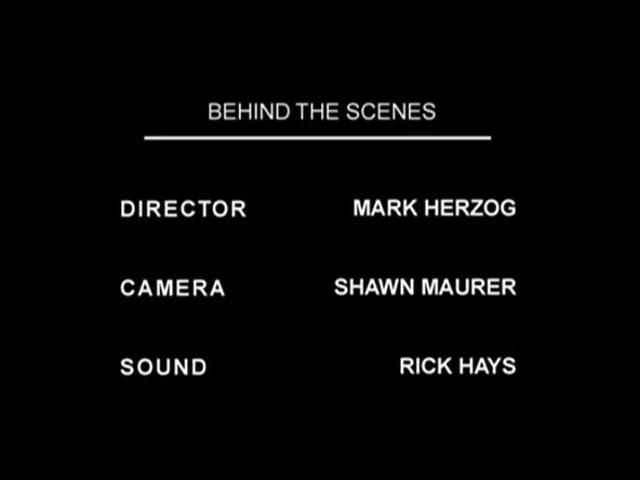 BEHIND THE SCENES
DIRECTOR MARK HERZOG
CAMERA SHAWN MAURER
SOUND RICK HAYS